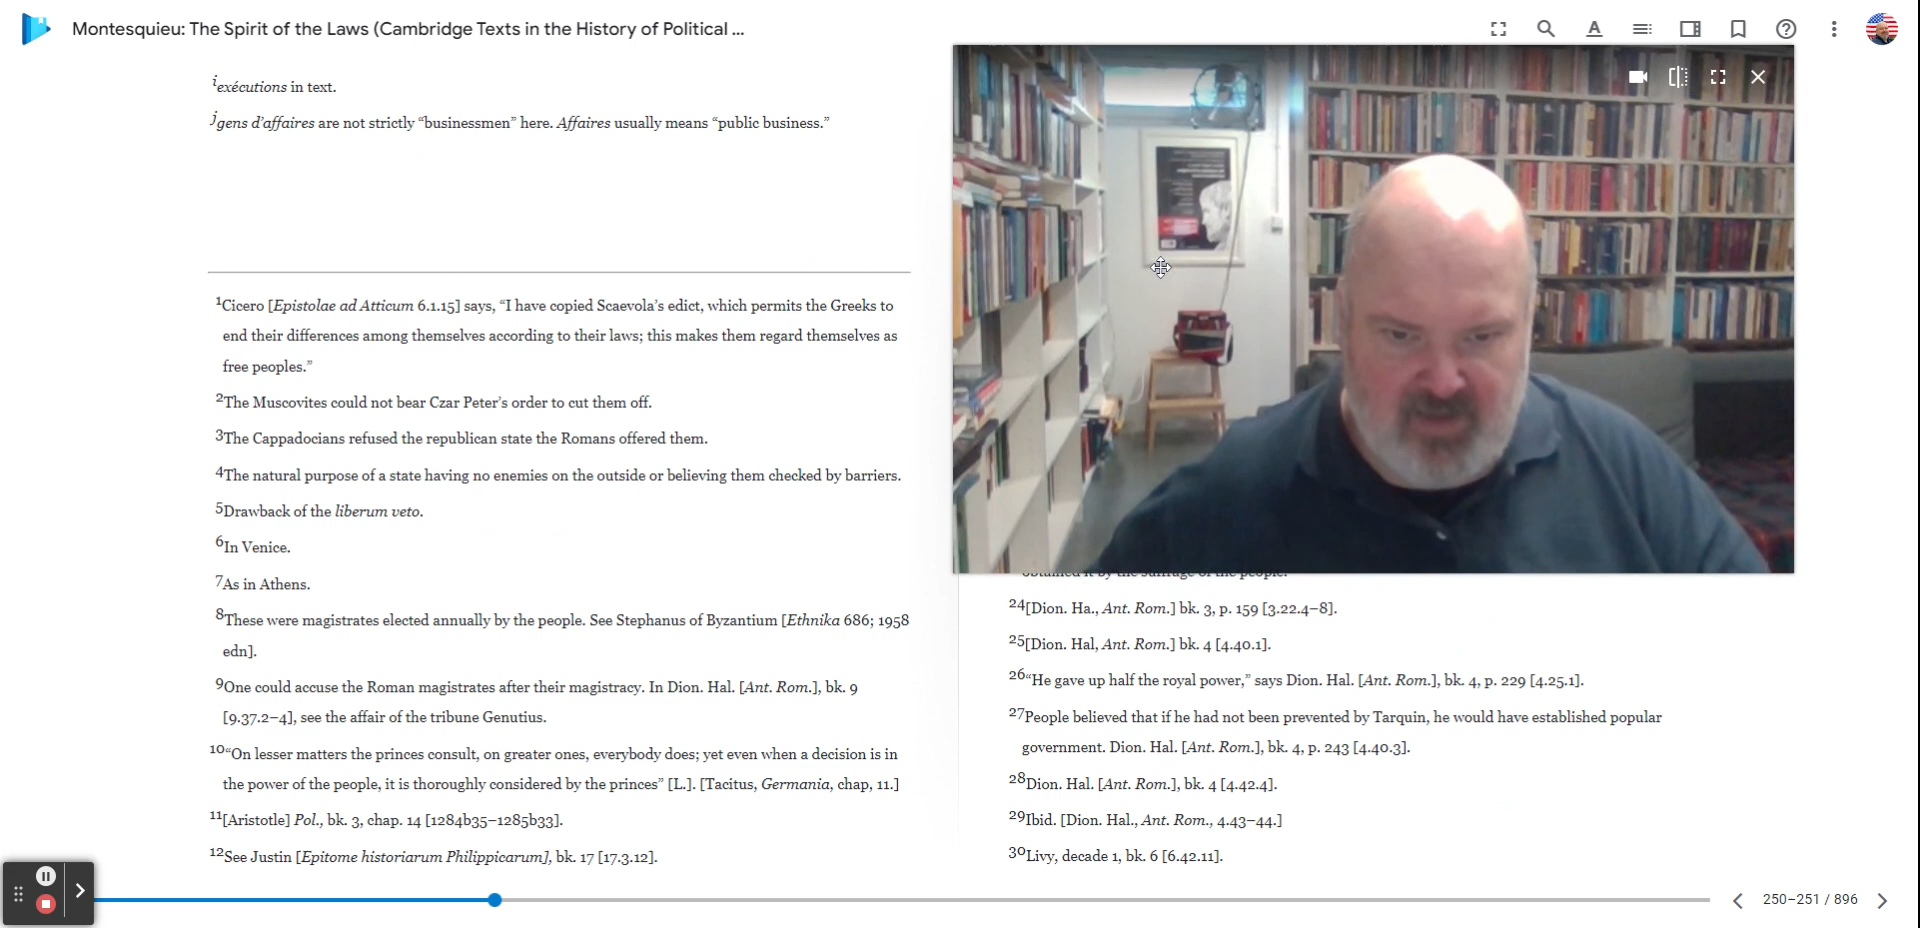 Montesquieu: The Spirit of the Laws (Cambridge Texts in the History of Political ...
i exécutions in text.
j gens d'affaires are not strictly “businessmen” here. Affaires usually means “public business.”
1Cicero [Epistolae ad Atticum 6.1.15] says, “I have copied Scaevola's edict, which permits the Greeks to
end their differences among themselves according to their laws; this makes them regard themselves as
free peoples.”
2The Muscovites could not bear Czar Peter's order to cut them off.
3The Cappadocians refused the republican state the Romans offered them.
4The natural purpose of a state having no enemies on the outside or believing them checked by barriers.
5Drawback of the liberum veto.
6In Venice.
7As in Athens.
8These were magistrates elected annually by the people. See Stephanus of Byzantium [Ethnika 686; 1958
edn].
9One could accuse the Roman magistrates after their magistracy. In Dion. Hal. [Ant. Rom.], bk. 9
[9.37.2–4], see the affair of the tribune Genutius.
10“On lesser matters the princes consult, on greater ones, everybody does; yet even when a decision is in
the power of the people, it is thoroughly considered by the princes” [L.]. [Tacitus, Germania, chap, 11.]
11[Aristotle] Pol., bk. 3, chap. 14 [1284b35–1285b33].
12See Justin [Epitome historiarum Philippicarum], bk. 17 [17.3.12].
obtained it by the suffrage of the people.
24[Dion. Ha., Ant. Rom.] bk. 3, p. 159 [3.22.4–8].
25[Dion. Hal, Ant. Rom.] bk. 4 [4.40.1].
26“He gave up half the royal power,” says Dion. Hal. [Ant. Rom.], bk. 4, p. 229 [4.25.1].
27People believed that if he had not been prevented by Tarquin, he would have established popular
government. Dion. Hal. [Ant. Rom.], bk. 4, p. 243 [4.40.3].
28Dion. Hal. [Ant. Rom.], bk. 4 [4.42.4].
29Ibid. [Dion. Hal., Ant. Rom., 4.43–44.]
30Livy, decade 1, bk. 6 [6.42.11].
250–251 / 896